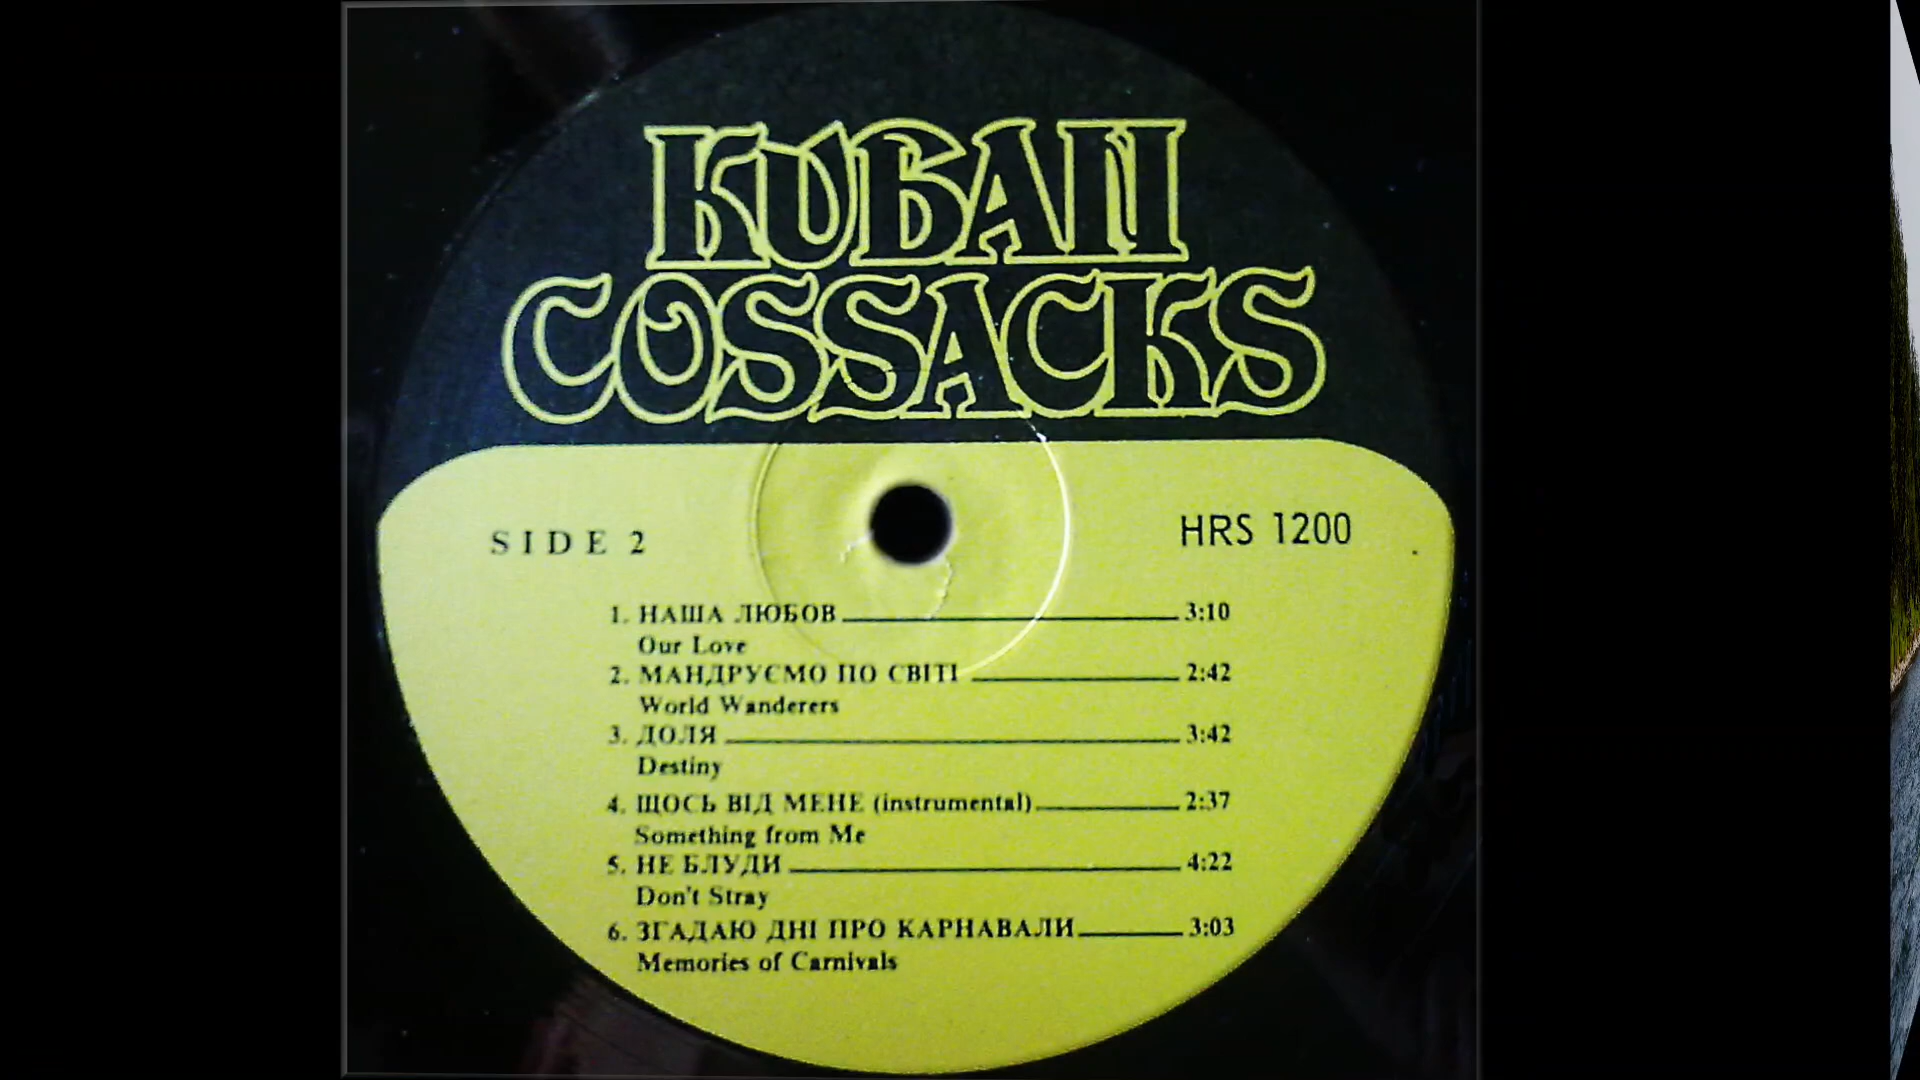 KUBAN
COSSACKS
SIDE 2
HRS 1200
1. НАША ЛЮБОВ 3:10
Our Love
2. МАНДРУЄМО ПО СВІТІ 2:42
World Wanderers
3. ДОЛЯ 3:42
Destiny
4. ЩОСЬ ВІД МЕНЕ (instrumental) 2:37
Something from Me
5. НЕ БЛУДИ 4:22
Don't Stray
6. ЗГАДАЮ ДНІ ПРО КАРНАВАЛИ 3:03
Memories of Carnivals